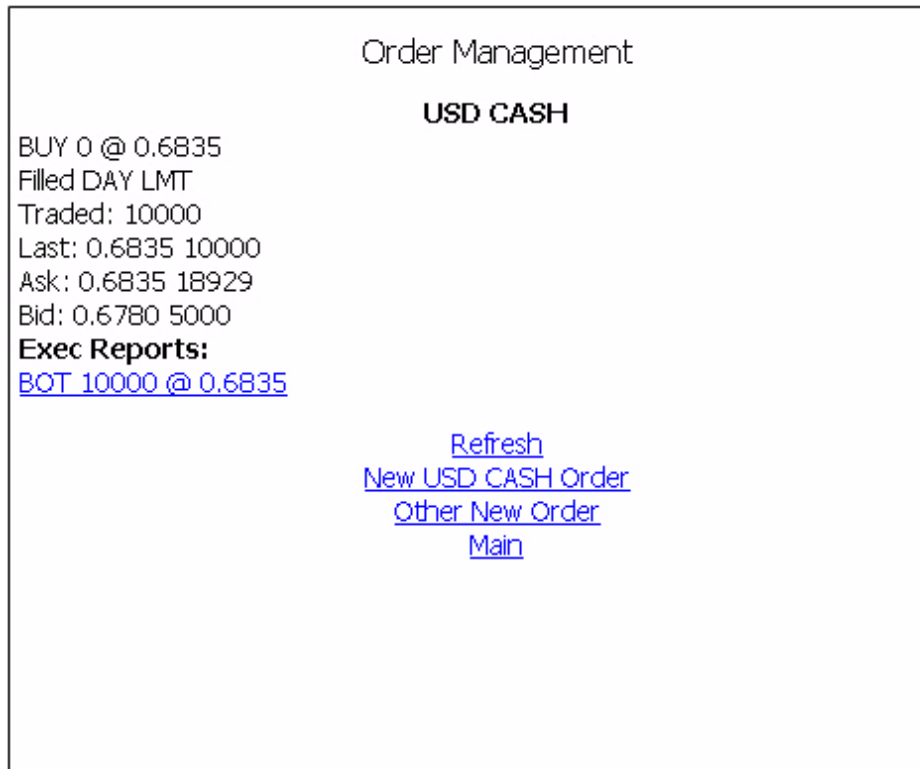 Order Management
USD CASH
BUY 0 @ 0.6835
Filled DAY LMT
Traded: 10000
Last: 0.6835 10000
Ask: 0.6835 18929
Bid: 0.6780 5000
Exec Reports:
BOT 10000 @ 0.6835
Refresh
New USD CASH Order
Other New Order
Main